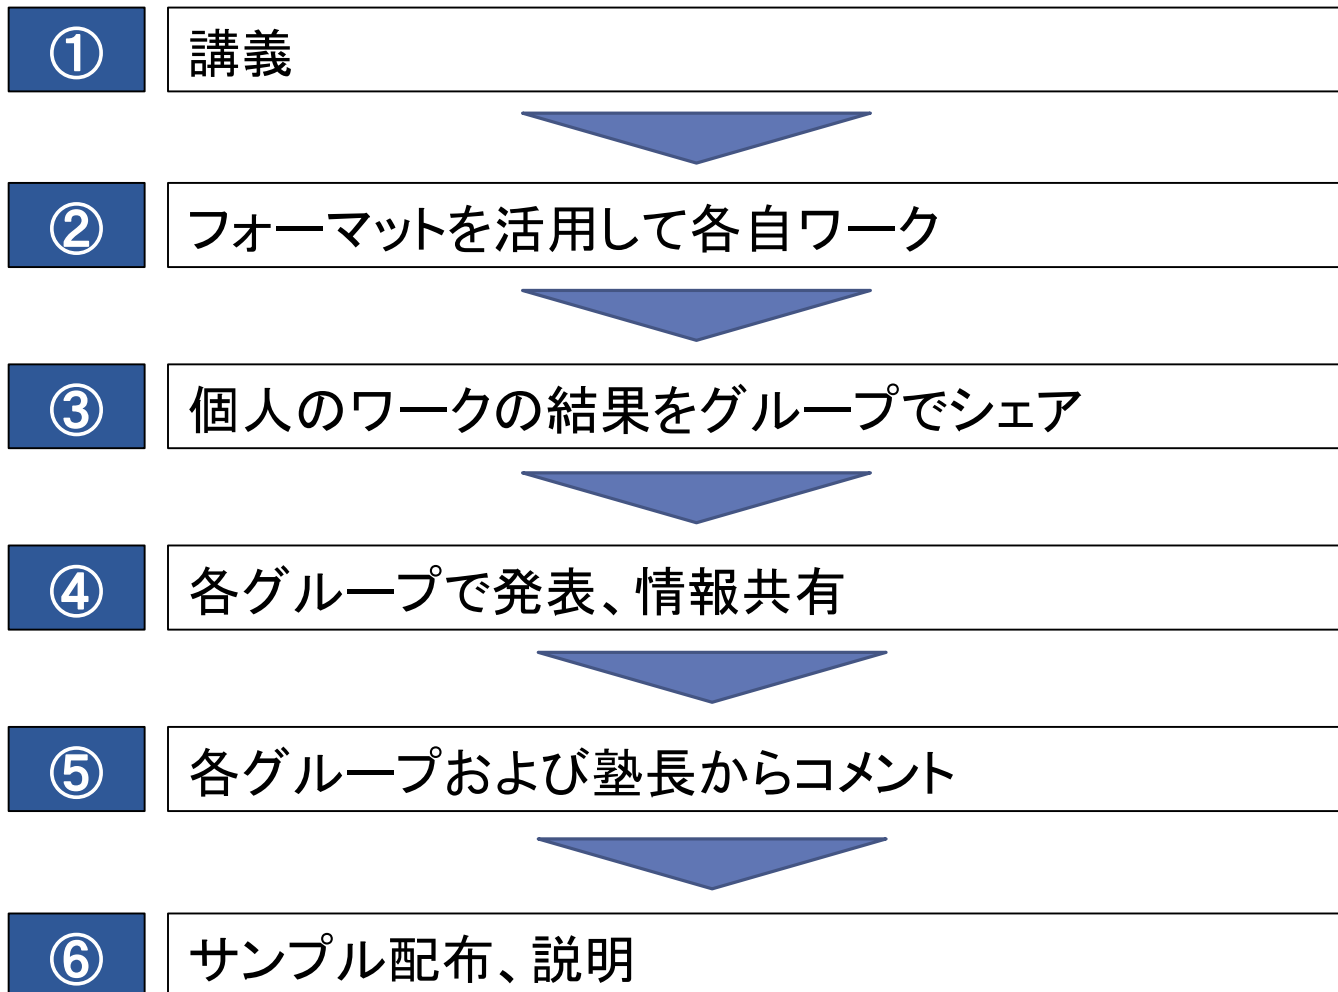 ① 講義
② フォーマットを活用して各自ワーク
③ 個人のワークの結果をグループでシェア
④ 各グループで発表、情報共有
⑤ 各グループおよび塾長からコメント
⑥ サンプル配布、説明